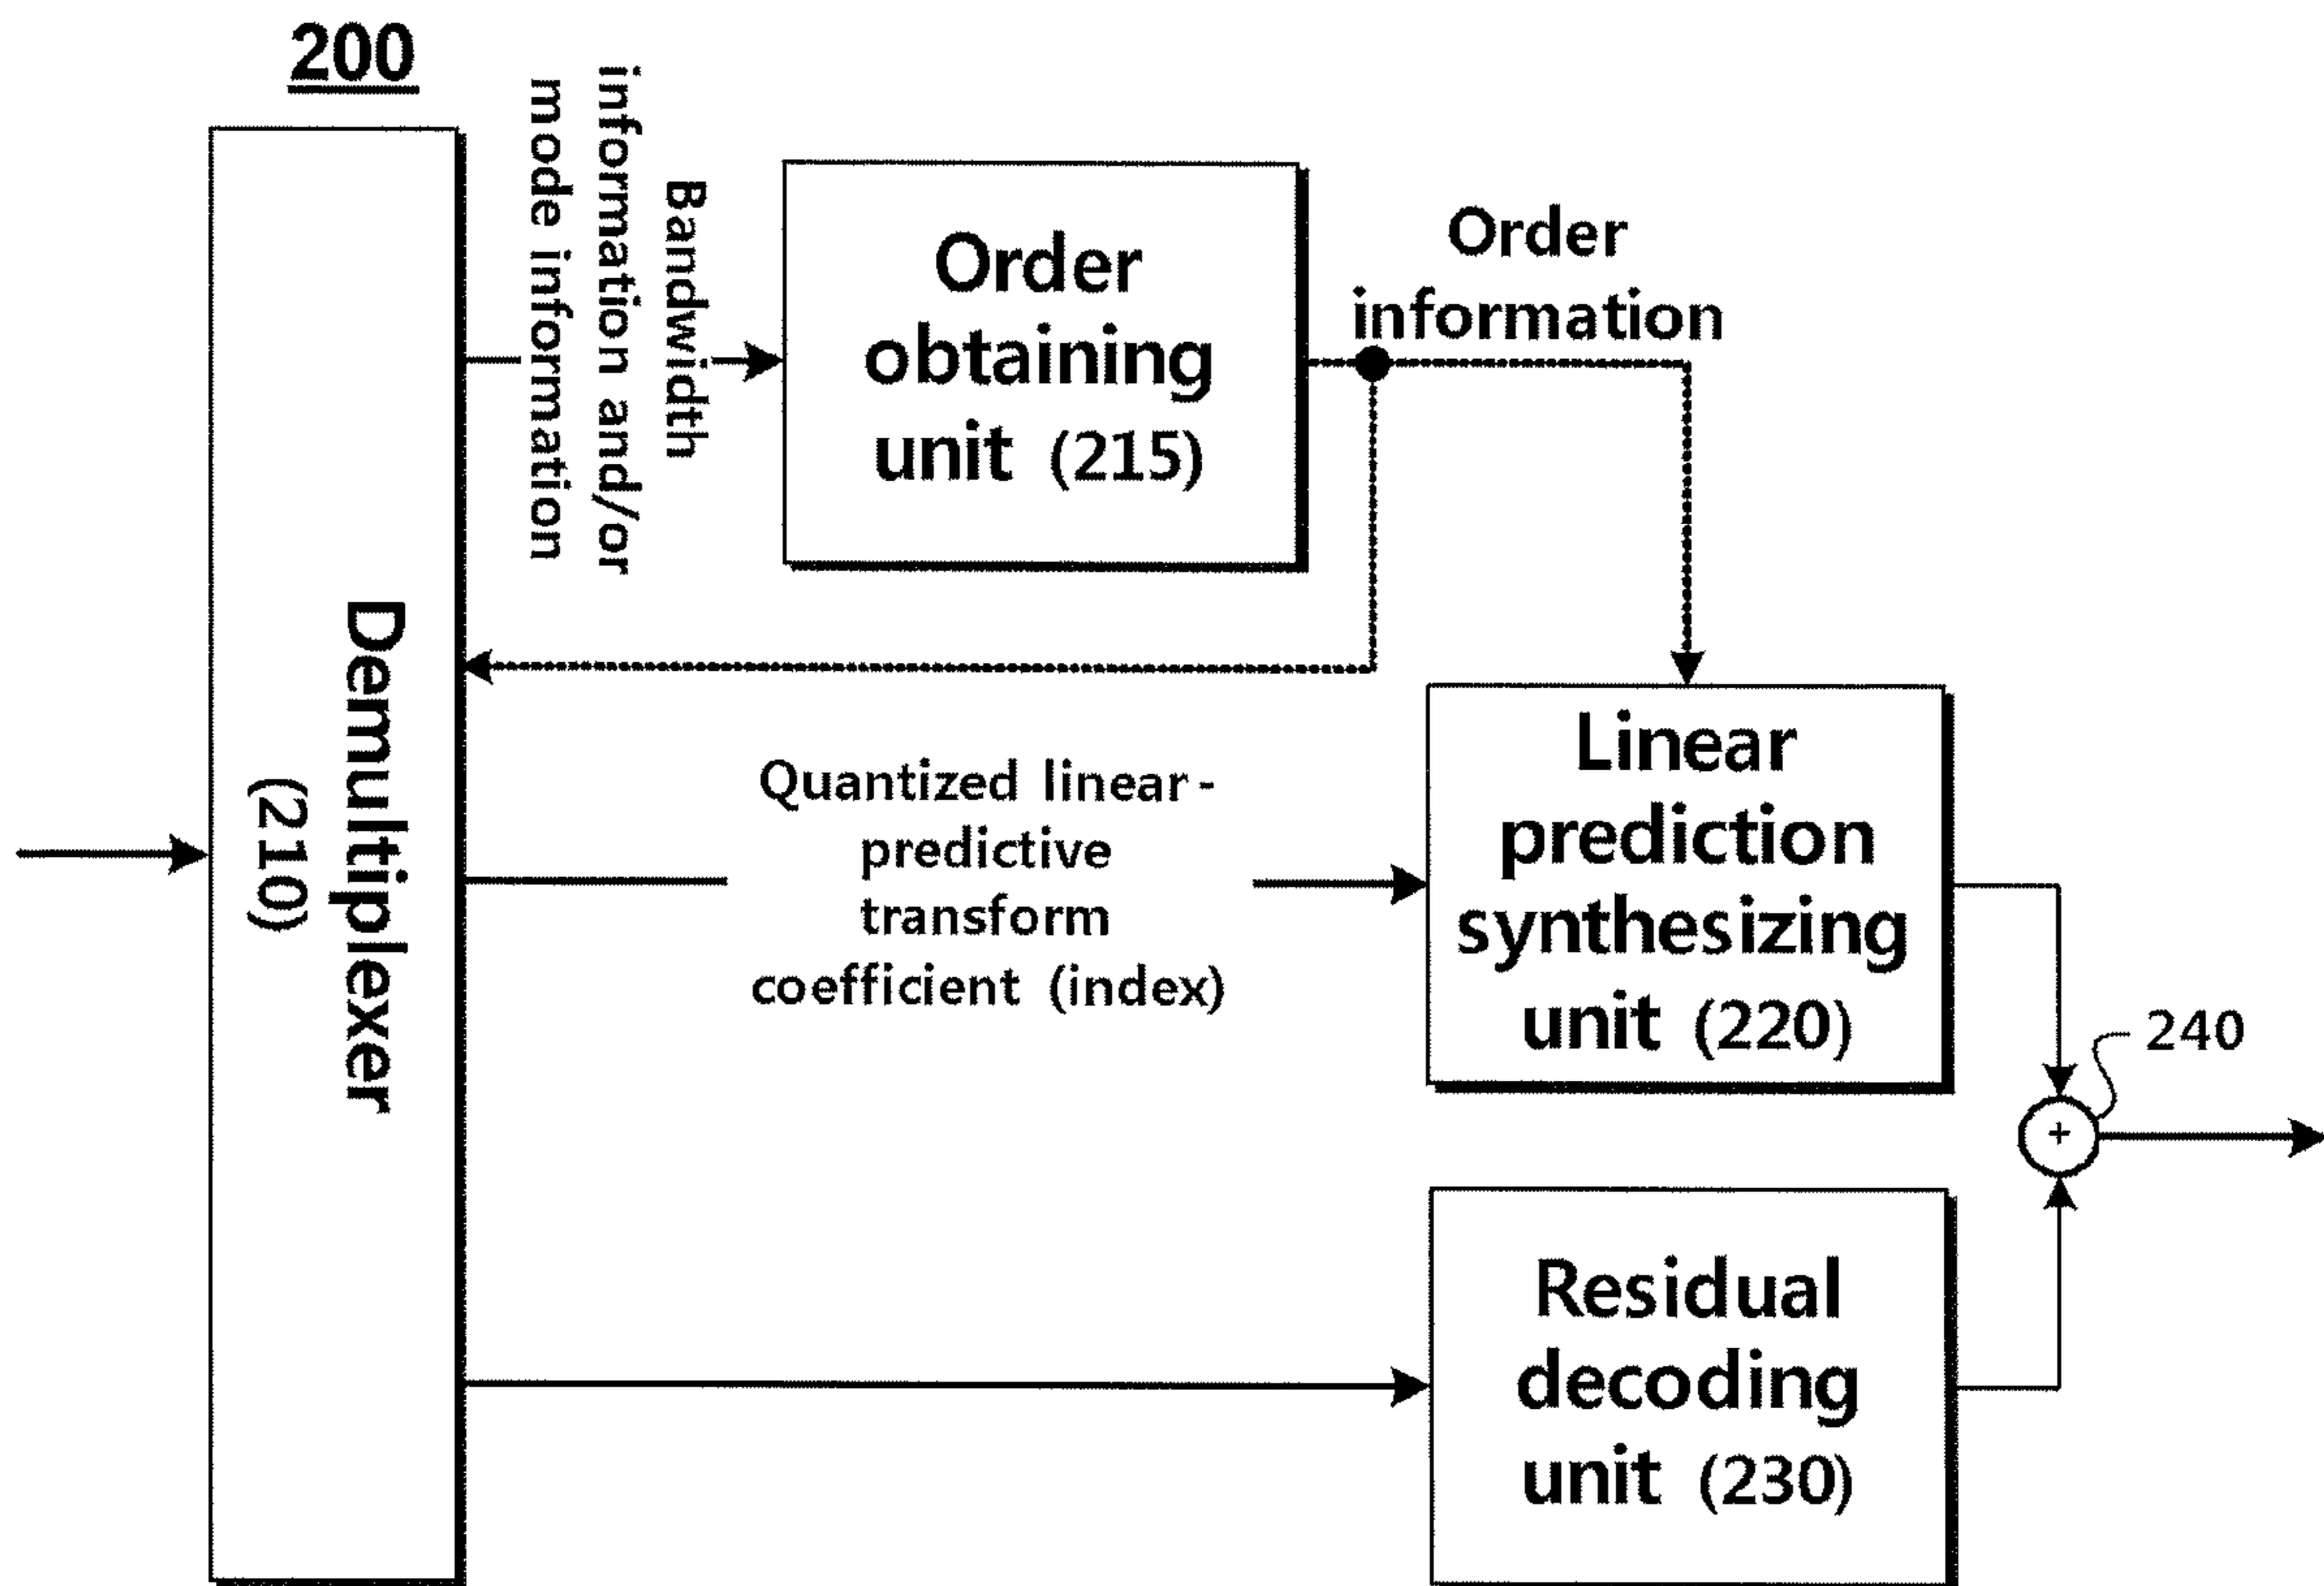 200
Demultiplexer
(210)
Bandwidth
information and/or
mode information
Order
obtaining
unit (215)
Order
information
Quantized linear-
predictive
transform
coefficient (index)
Linear
prediction
synthesizing
unit (220)
240
+
Residual
decoding
unit (230)